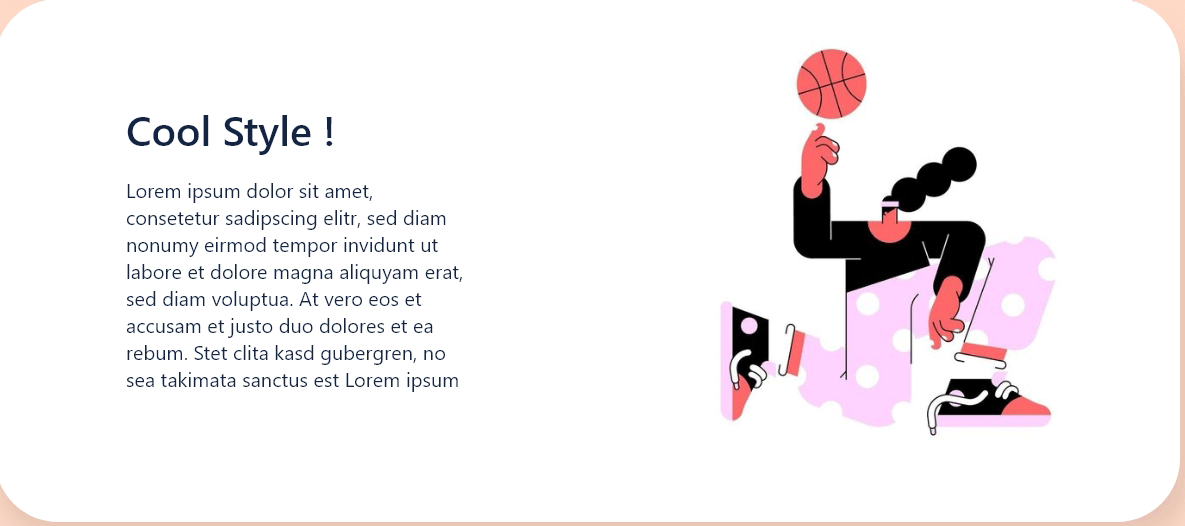 Cool Style !
Lorem ipsum dolor sit amet,
consetetur sadipscing elitr, sed diam
nonumy eirmod tempor invidunt ut
labore et dolore magna aliquyam erat,
sed diam voluptua. At vero eos et
accusam et justo duo dolores et ea
rebum. Stet clita kasd gubergren, no
sea takimata sanctus est Lorem ipsum